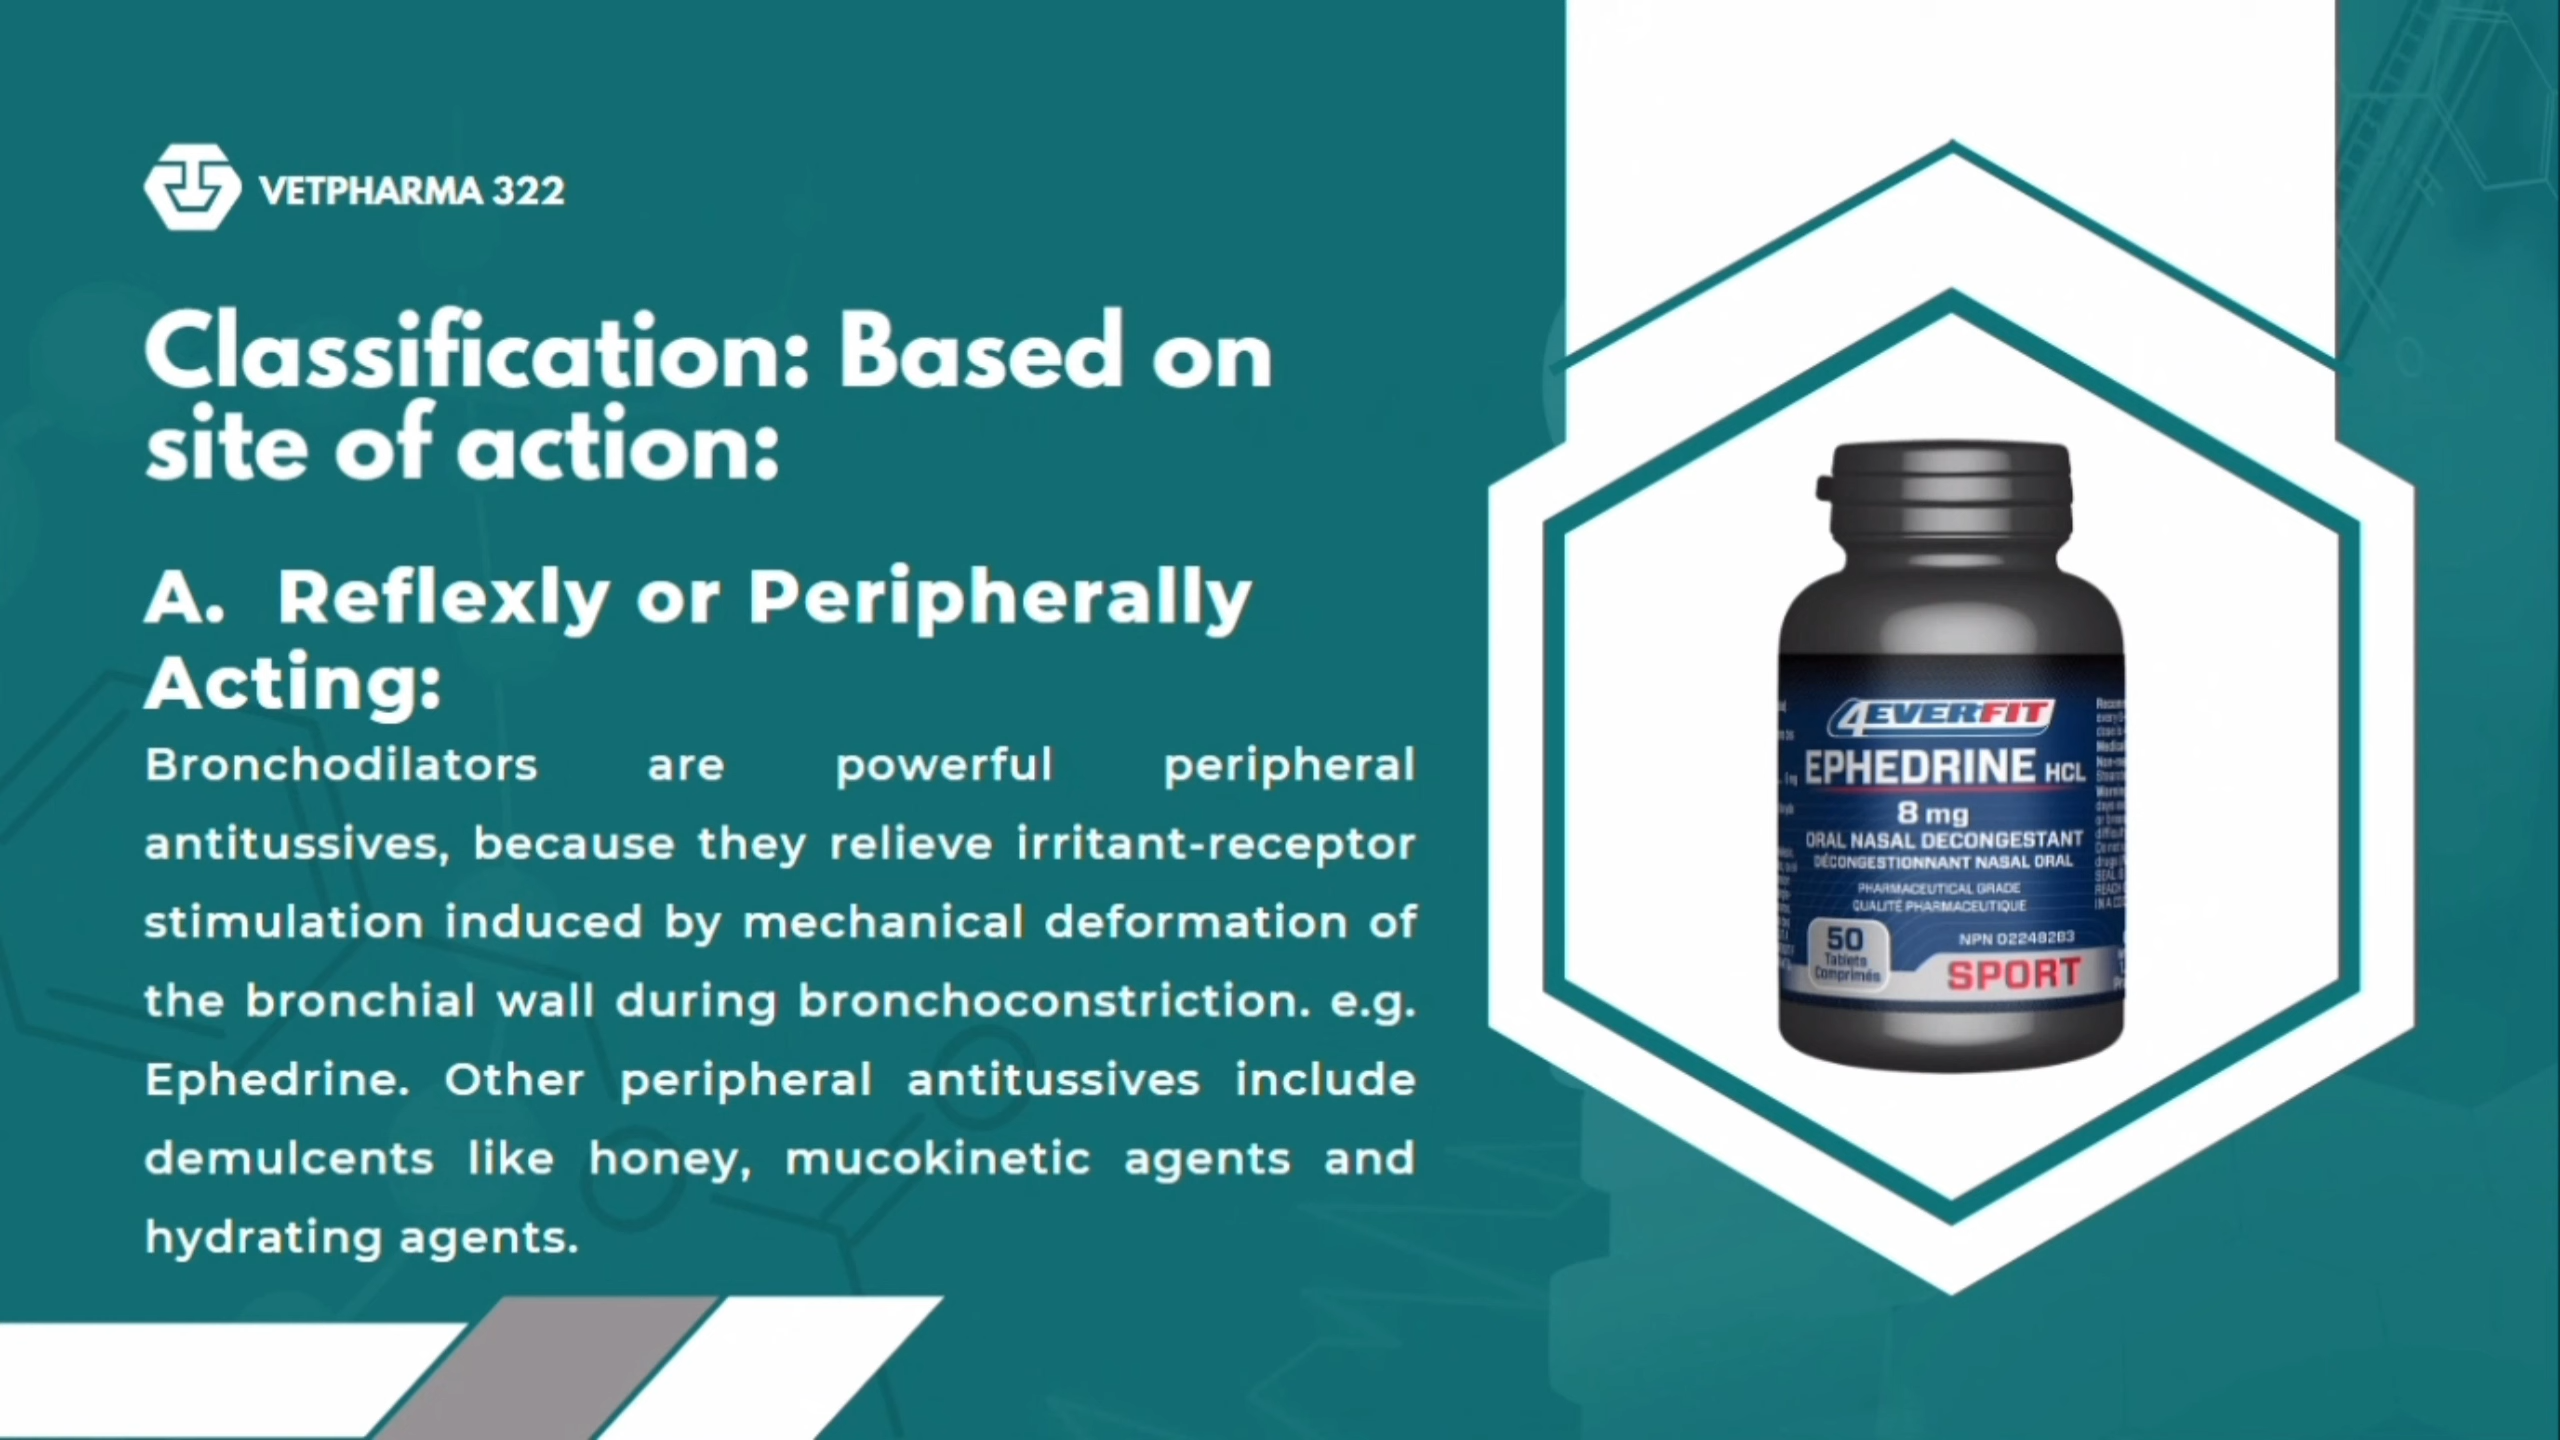 VETPHARMA 322
Classification: Based on
site of action:
A. Reflexly or Peripherally
Acting:
Bronchodilators are powerful peripheral
antitussives, because they relieve irritant-receptor
stimulation induced by mechanical deformation of
the bronchial wall during bronchoconstriction. e.g.
Ephedrine. Other peripheral antitussives include
demulcents like honey, mucokinetic agents and
hydrating agents.
4EVERFIT
EPHEDRINE HCL
8 mg
ORAL NASAL DECONGESTANT
DÉCONGESTIONNANT NASAL ORAL
PHARMACEUTICAL GRADE
QUALITÉ PHARMACEUTIQUE
50
Tablets
Comprimés
NPN 02248283
SPORT